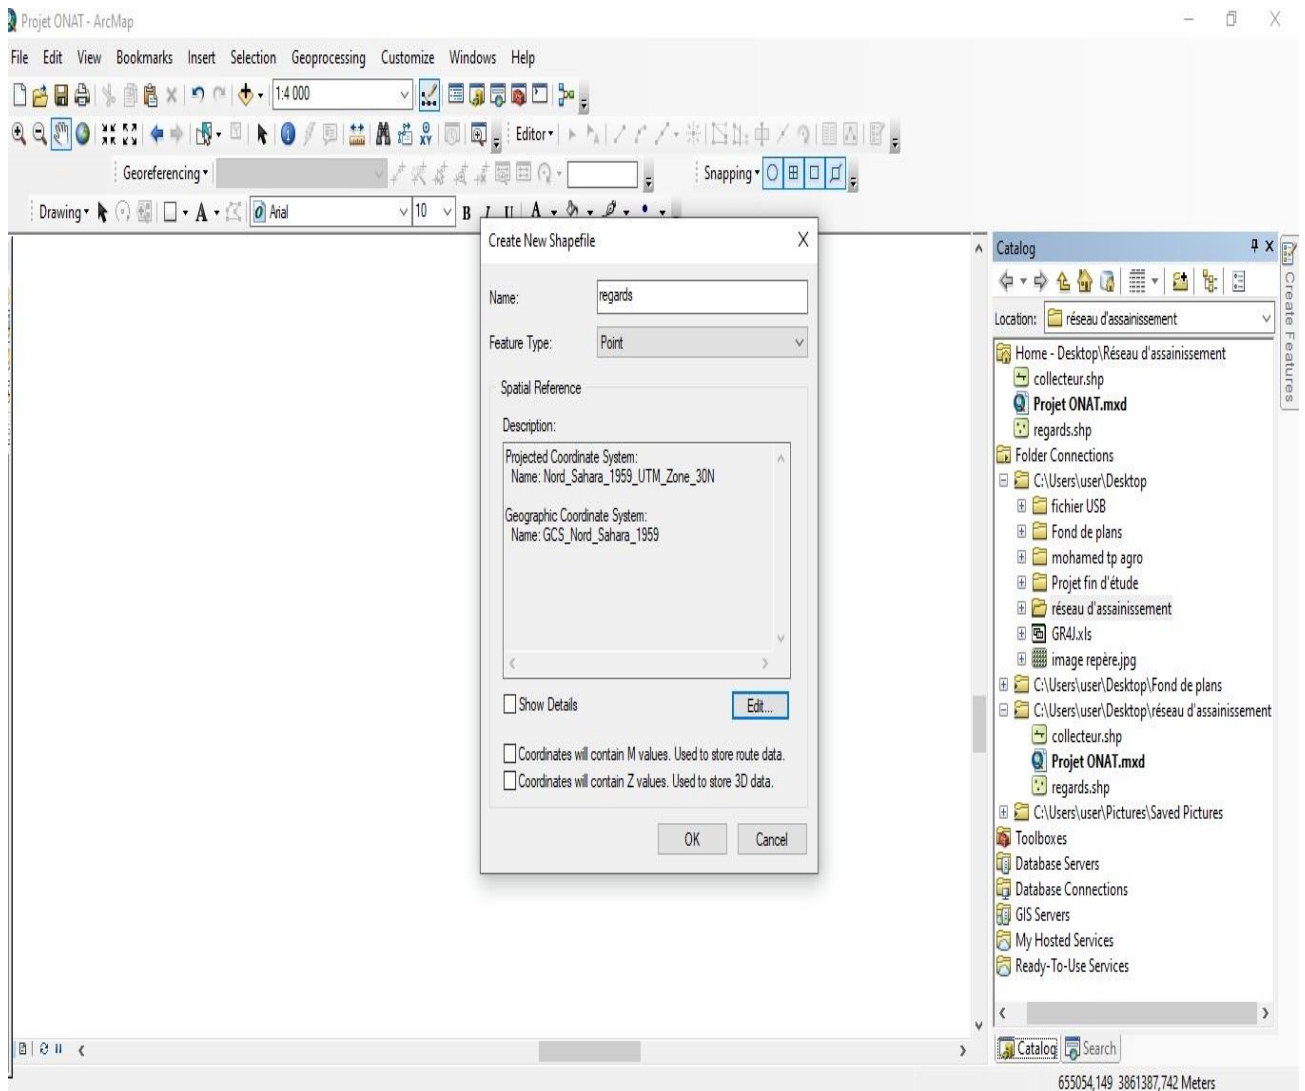 Projet ONAT - ArcMap
File Edit View Bookmarks Insert Selection Geoprocessing Customize Windows Help
1:4 000
Editor
Georeferencing
Snapping
Drawing A Arial 10 B I U A
Create New Shapefile X
Name: regards
Feature Type: Point
Spatial Reference
Description:
Projected Coordinate System:
Name: Nord_Sahara_1959_UTM_Zone_30N
Geographic Coordinate System:
Name: GCS_Nord_Sahara_1959
Show Details Edit...
Coordinates will contain M values. Used to store route data.
Coordinates will contain Z values. Used to store 3D data.
OK Cancel
Catalog
Location: réseau d'assainissement
Home - Desktop\Réseau d'assainissement
collecteur.shp
Projet ONAT.mxd
regards.shp
Folder Connections
C:\Users\user\Desktop
fichier USB
Fond de plans
mohamed tp agro
Projet fin d'étude
réseau d'assainissement
GR4J.xls
image repère.jpg
C:\Users\user\Desktop\Fond de plans
C:\Users\user\Desktop\réseau d'assainissement
collecteur.shp
Projet ONAT.mxd
regards.shp
C:\Users\user\Pictures\Saved Pictures
Toolboxes
Database Servers
Database Connections
GIS Servers
My Hosted Services
Ready-To-Use Services
Catalog Search
Create Features
655054,149 3861387,742 Meters